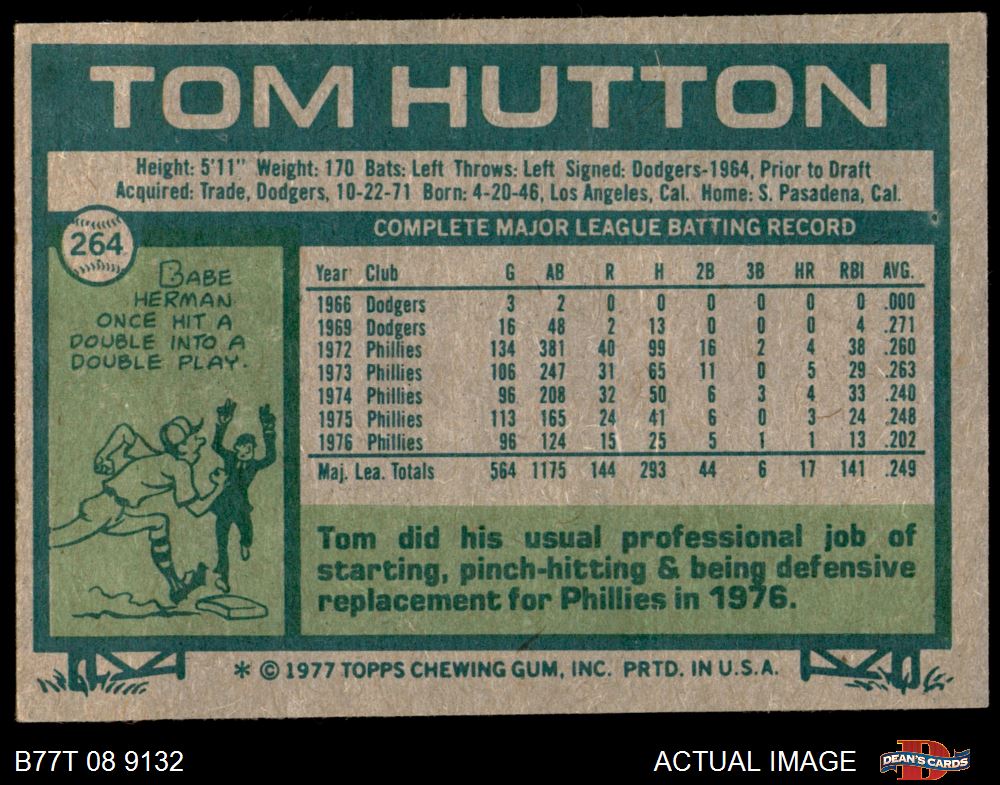 TOM HUTTON
Height: 5'11" Weight: 170 Bats: Left Throws: Left Signed: Dodgers-1964, Prior to Draft
Acquired: Trade, Dodgers, 10-22-71 Born: 4-20-46, Los Angeles, Cal. Home: S. Pasadena, Cal.
264
BABE
HERMAN
ONCE HIT A
DOUBLE INTO A
DOUBLE PLAY.
COMPLETE MAJOR LEAGUE BATTING RECORD
Year Club G AB R H 2B 3B HR RBI AVG.
1966 Dodgers 3 2 0 0 0 0 0 0 .000
1969 Dodgers 16 48 2 13 0 0 0 4 .271
1972 Phillies 134 381 40 99 16 2 4 38 .260
1973 Phillies 106 247 31 65 11 0 5 29 .263
1974 Phillies 96 208 32 50 6 3 4 33 .240
1975 Phillies 113 165 24 41 6 0 3 24 .248
1976 Phillies 96 124 15 25 5 1 1 13 .202
Maj. Lea. Totals 564 1175 144 293 44 6 17 141 .249
Tom did his usual professional job of
starting, pinch-hitting & being defensive
replacement for Phillies in 1976.
* © 1977 TOPPS CHEWING GUM, INC. PRTD. IN U.S.A.
B77T 08 9132
ACTUAL IMAGE
D
DEAN'S CARDS